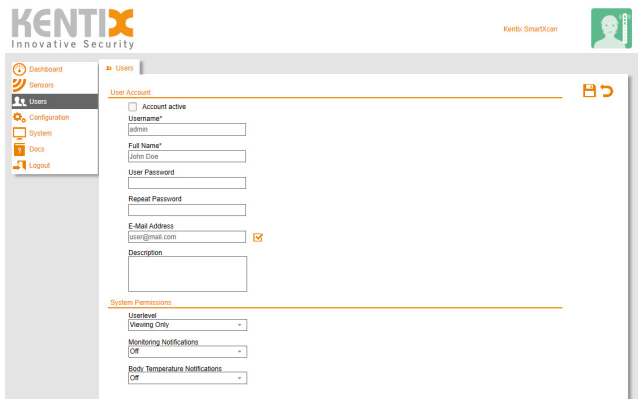 KENTIX
Innovative Security
Kentix SmartXcan
Dashboard
Sensors
Users
Configuration
System
Docs
Logout
Users
User Account
Account active
Username*
admin
Full Name*
John Doe
User Password
Repeat Password
E-Mail Address
user@mail.com
Description
System Permissions
Userlevel
Viewing Only
Monitoring Notifications
Off
Body Temperature Notifications
Off